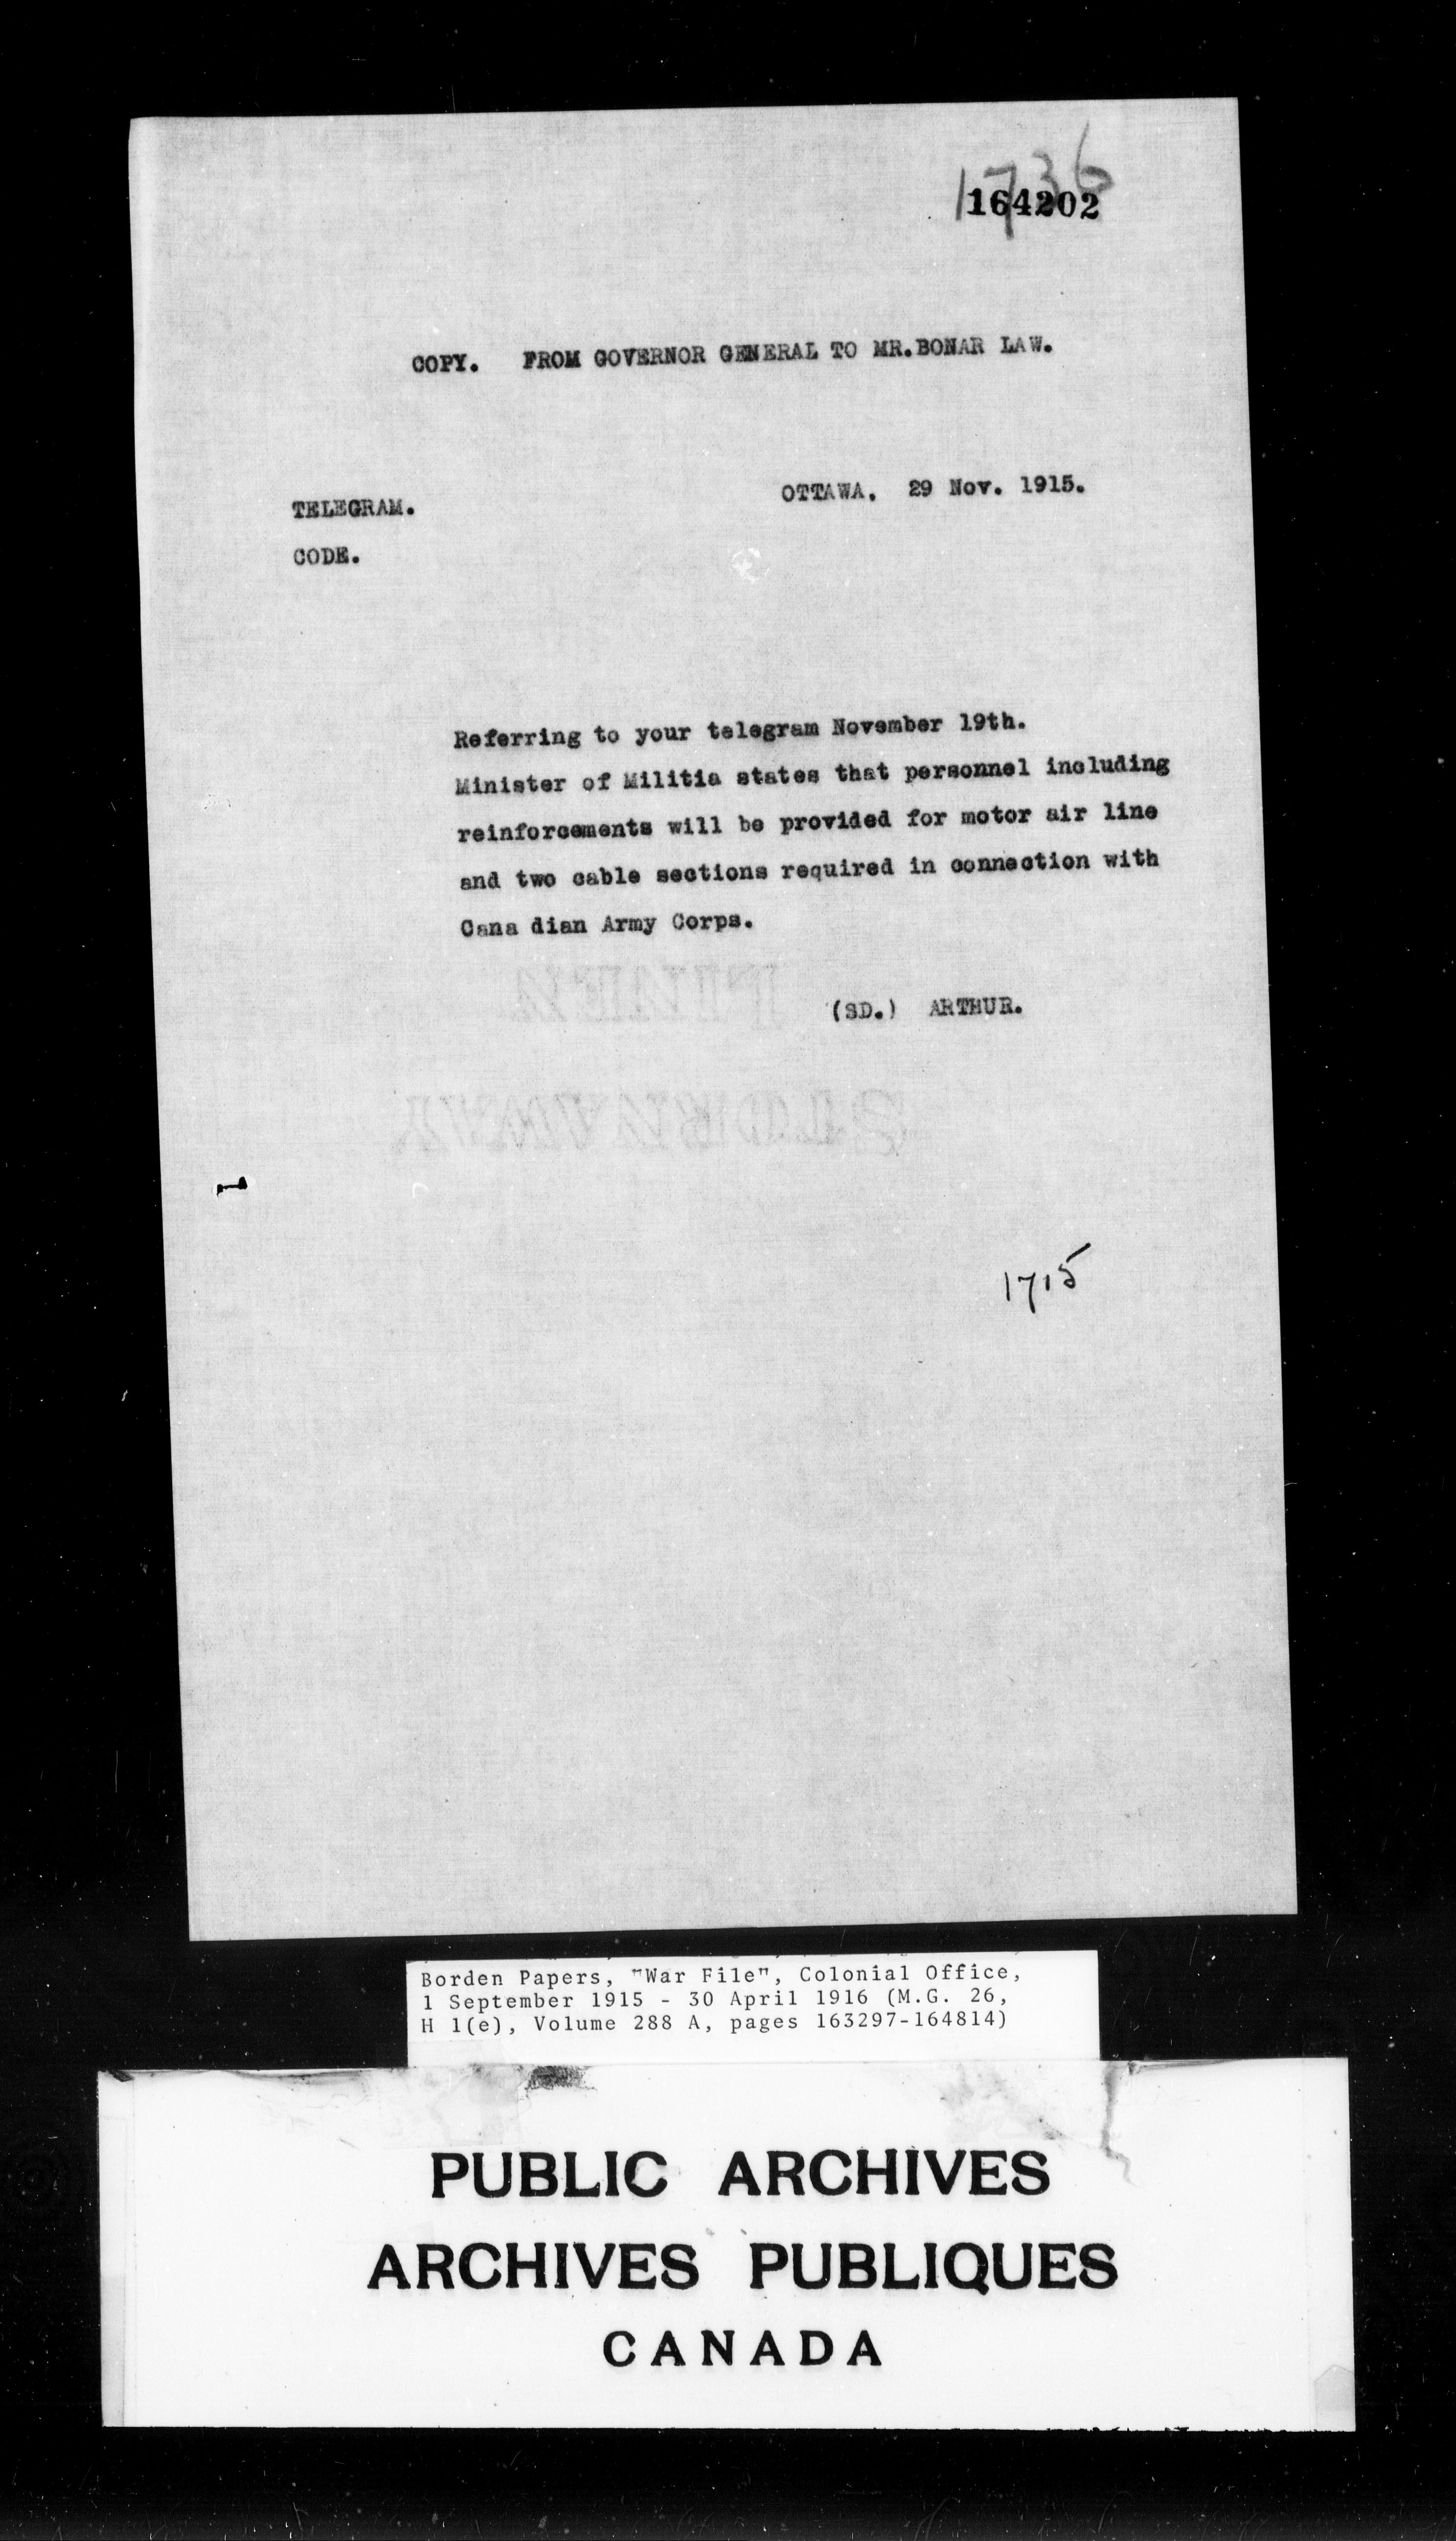 1736
164202
COPY. FROM GOVERNOR GENERAL TO MR.BONAR LAW.
OTTAWA. 29 Nov. 1915.
TELEGRAM.
CODE.
Referring to your telegram November 19th.
Minister of Militia states that personnel including
reinforcements will be provided for motor air line
and two cable sections required in connection with
Cana dian Army Corps.
(SD.) ARTHUR.
1715
Borden Papers, "War File", Colonial Office,
1 September 1915 - 30 April 1916 (M.G. 26,
H 1(e), Volume 288 A, pages 163297-164814)
PUBLIC ARCHIVES
ARCHIVES PUBLIQUES
CANADA